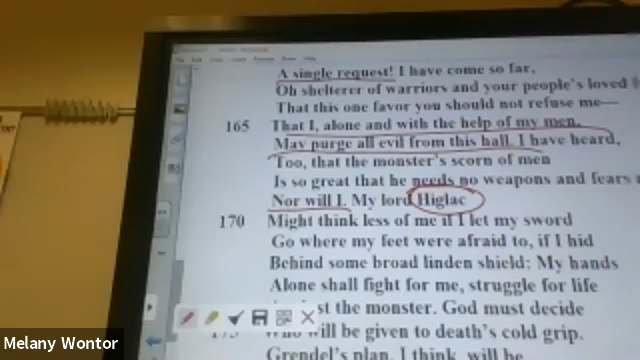 A single request! I have come so far,
Oh shelterer of warriors and your people's loved
That this one favor you should not refuse me—
165 That I, alone and with the help of my men,
May purge all evil from this hall. I have heard,
Too, that the monster's scorn of men
Is so great that he needs no weapons and fears
Nor will I. My lord Higlac
170 Might think less of me if I let my sword
Go where my feet were afraid to, if I hid
Behind some broad linden shield: My hands
Alone shall fight for me, struggle for life
the monster. God must decide
will be given to death's cold grip.
Grendel's plan, I think, will be
Melany Wontor